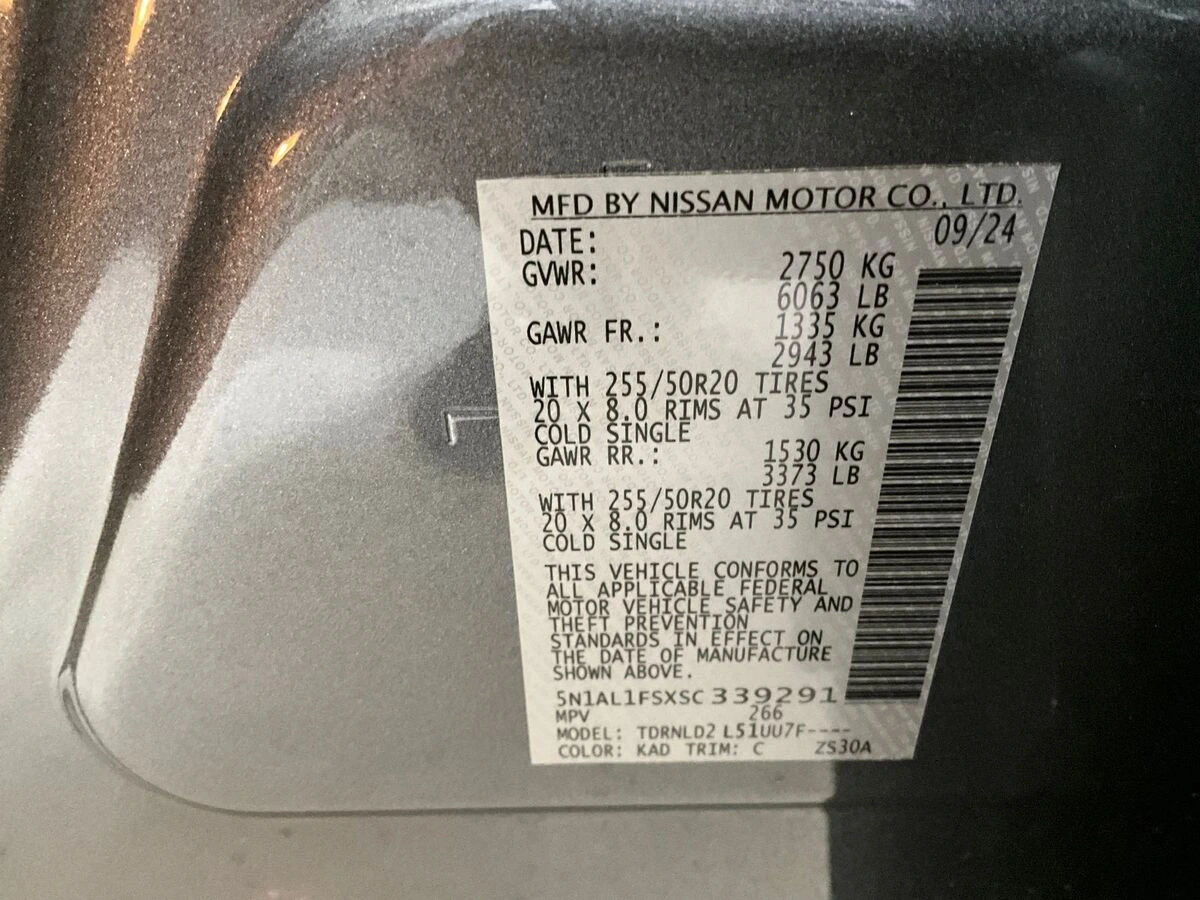 MFD BY NISSAN MOTOR CO., LTD.
DATE: 09/24
GVWR: 2750 KG
6063 LB
GAWR FR.: 1335 KG
2943 LB
WITH 255/50R20 TIRES
20 X 8.0 RIMS AT 35 PSI
COLD SINGLE
GAWR RR.: 1530 KG
3373 LB
WITH 255/50R20 TIRES
20 X 8.0 RIMS AT 35 PSI
COLD SINGLE
THIS VEHICLE CONFORMS TO
ALL APPLICABLE FEDERAL
MOTOR VEHICLE SAFETY AND
THEFT PREVENTION
STANDARDS IN EFFECT ON
THE DATE OF MANUFACTURE
SHOWN ABOVE.
5N1AL1FSXSC339291
MPV 266
MODEL: TDRNLD2 L51UU7F----
COLOR: KAD TRIM: C ZS30A